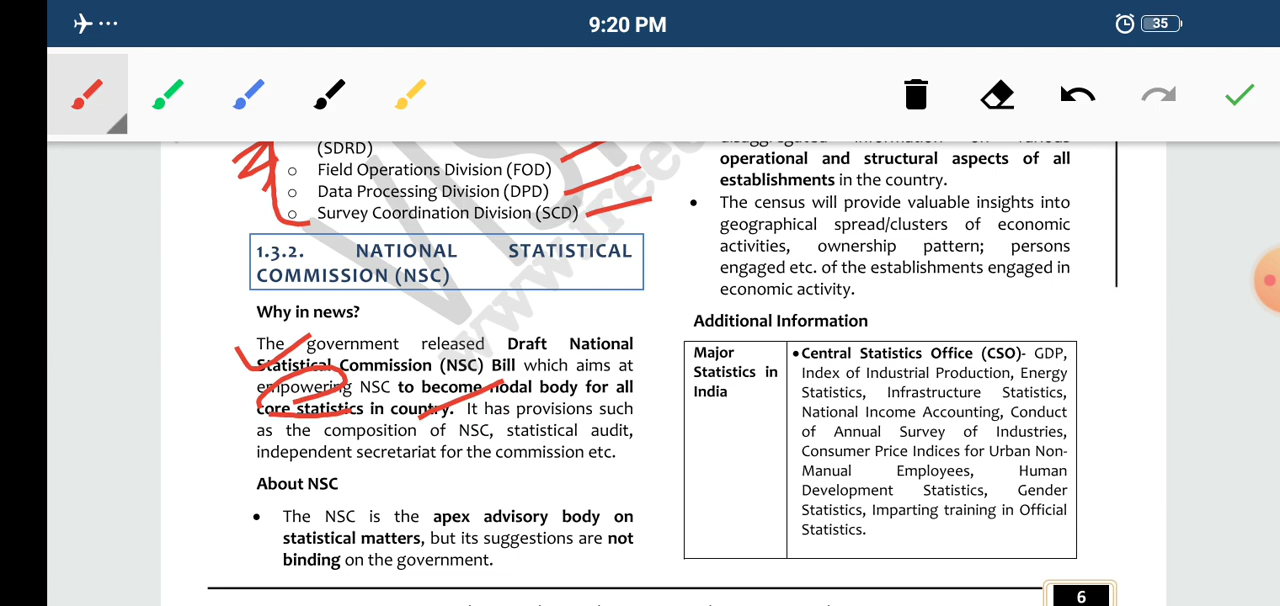 9:20 PM
35
(SDRD)
o Field Operations Division (FOD)
o Data Processing Division (DPD)
o Survey Coordination Division (SCD)
1.3.2. NATIONAL STATISTICAL
COMMISSION (NSC)
Why in news?
The government released Draft National
Statistical Commission (NSC) Bill which aims at
empowering NSC to become nodal body for all
core statistics in country. It has provisions such
as the composition of NSC, statistical audit,
independent secretariat for the commission etc.
About NSC
• The NSC is the apex advisory body on
statistical matters, but its suggestions are not
binding on the government.
operational and structural aspects of all
establishments in the country.
• The census will provide valuable insights into
geographical spread/clusters of economic
activities, ownership pattern; persons
engaged etc. of the establishments engaged in
economic activity.
Additional Information
Major
Statistics in
India
•Central Statistics Office (CSO)- GDP,
Index of Industrial Production, Energy
Statistics, Infrastructure Statistics,
National Income Accounting, Conduct
of Annual Survey of Industries,
Consumer Price Indices for Urban Non-
Manual Employees, Human
Development Statistics, Gender
Statistics, Imparting training in Official
Statistics.
6